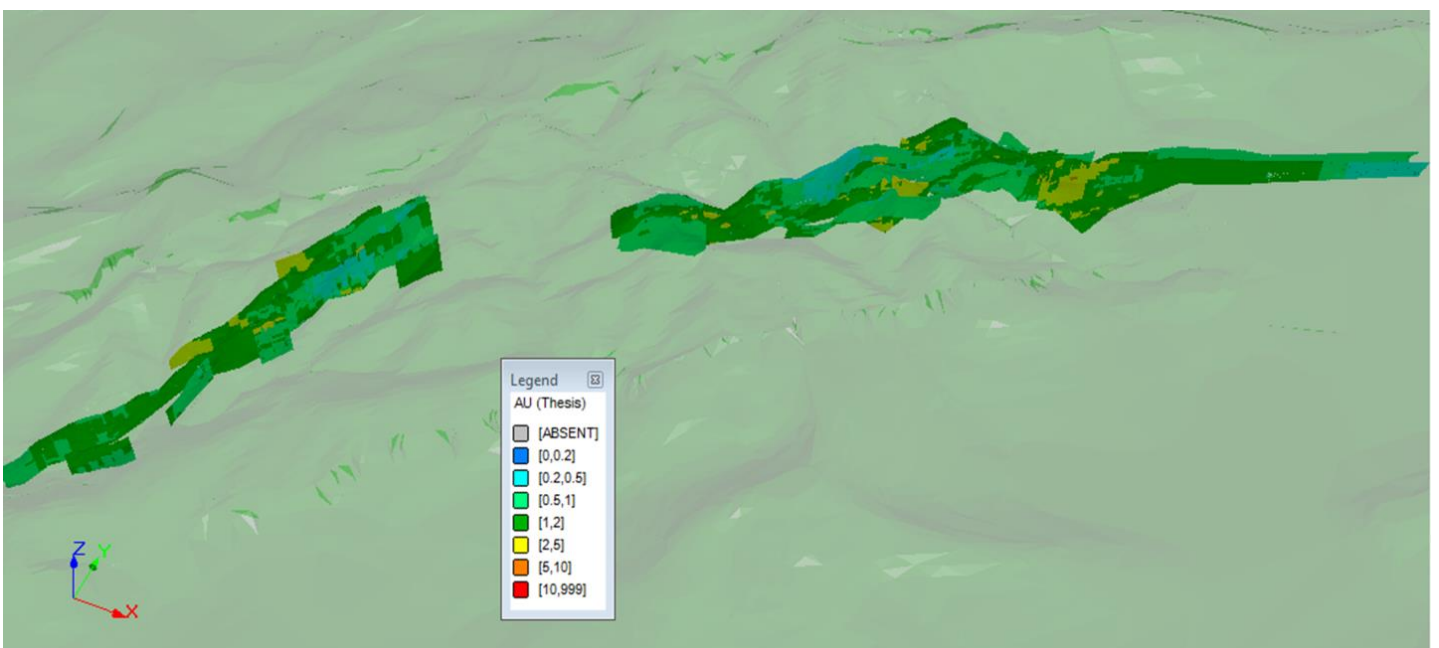 Legend
AU (Thesis)
[ABSENT]
[0,0.2]
[0.2,0.5]
[0.5,1]
[1,2]
[2,5]
[5,10]
[10,999]
Z Y
X